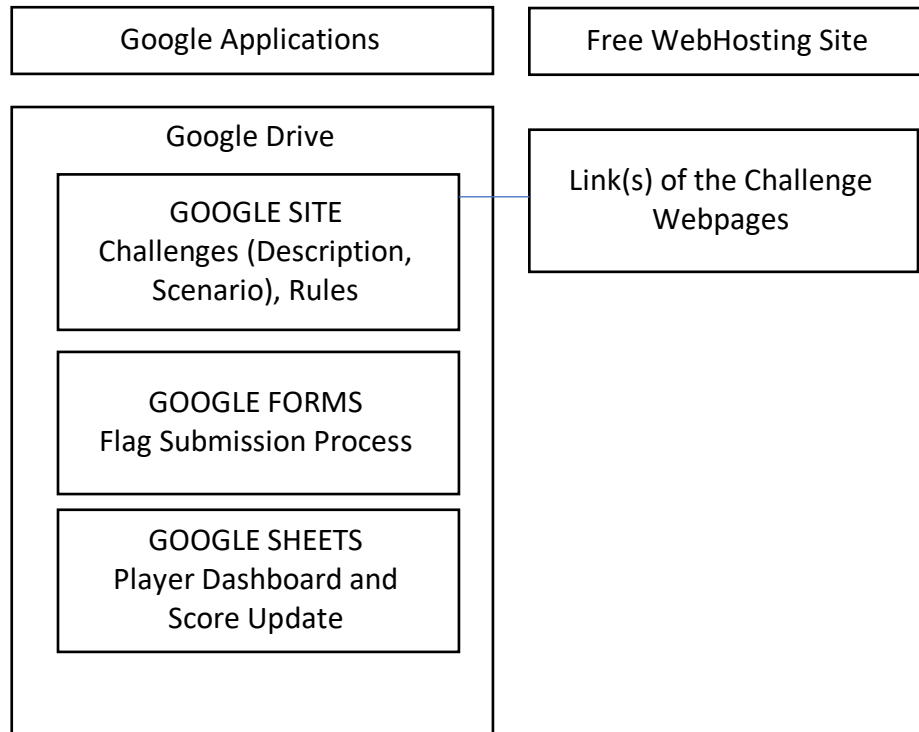 Google Applications
Free WebHosting Site
Google Drive
GOOGLE SITE
Challenges (Description,
Scenario), Rules
Link(s) of the Challenge
Webpages
GOOGLE FORMS
Flag Submission Process
GOOGLE SHEETS
Player Dashboard and
Score Update